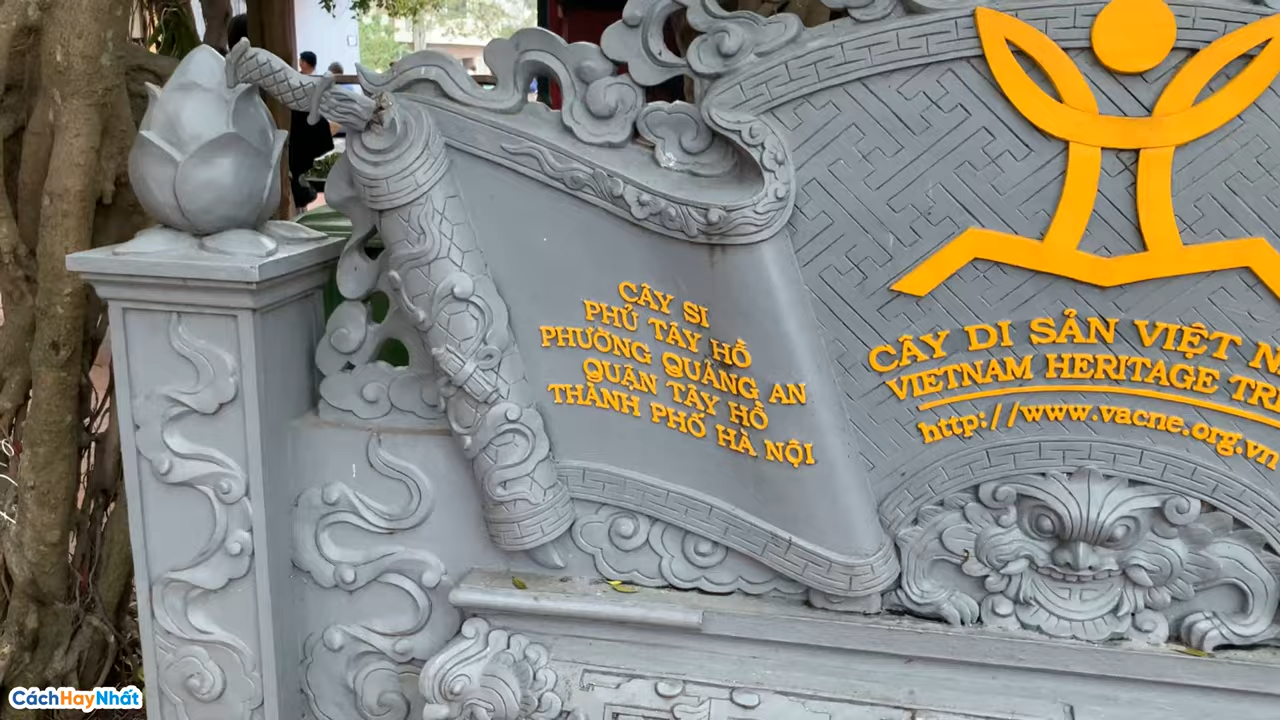 CÂY SI
PHỦ TÂY HỒ
PHƯỜNG QUẢNG AN
QUẬN TÂY HỒ
THÀNH PHỐ HÀ NỘI
CÂY DI SẢN VIỆT
VIETNAM HERITAGE
http://www.vacne.org.vn
CáchHayNhất